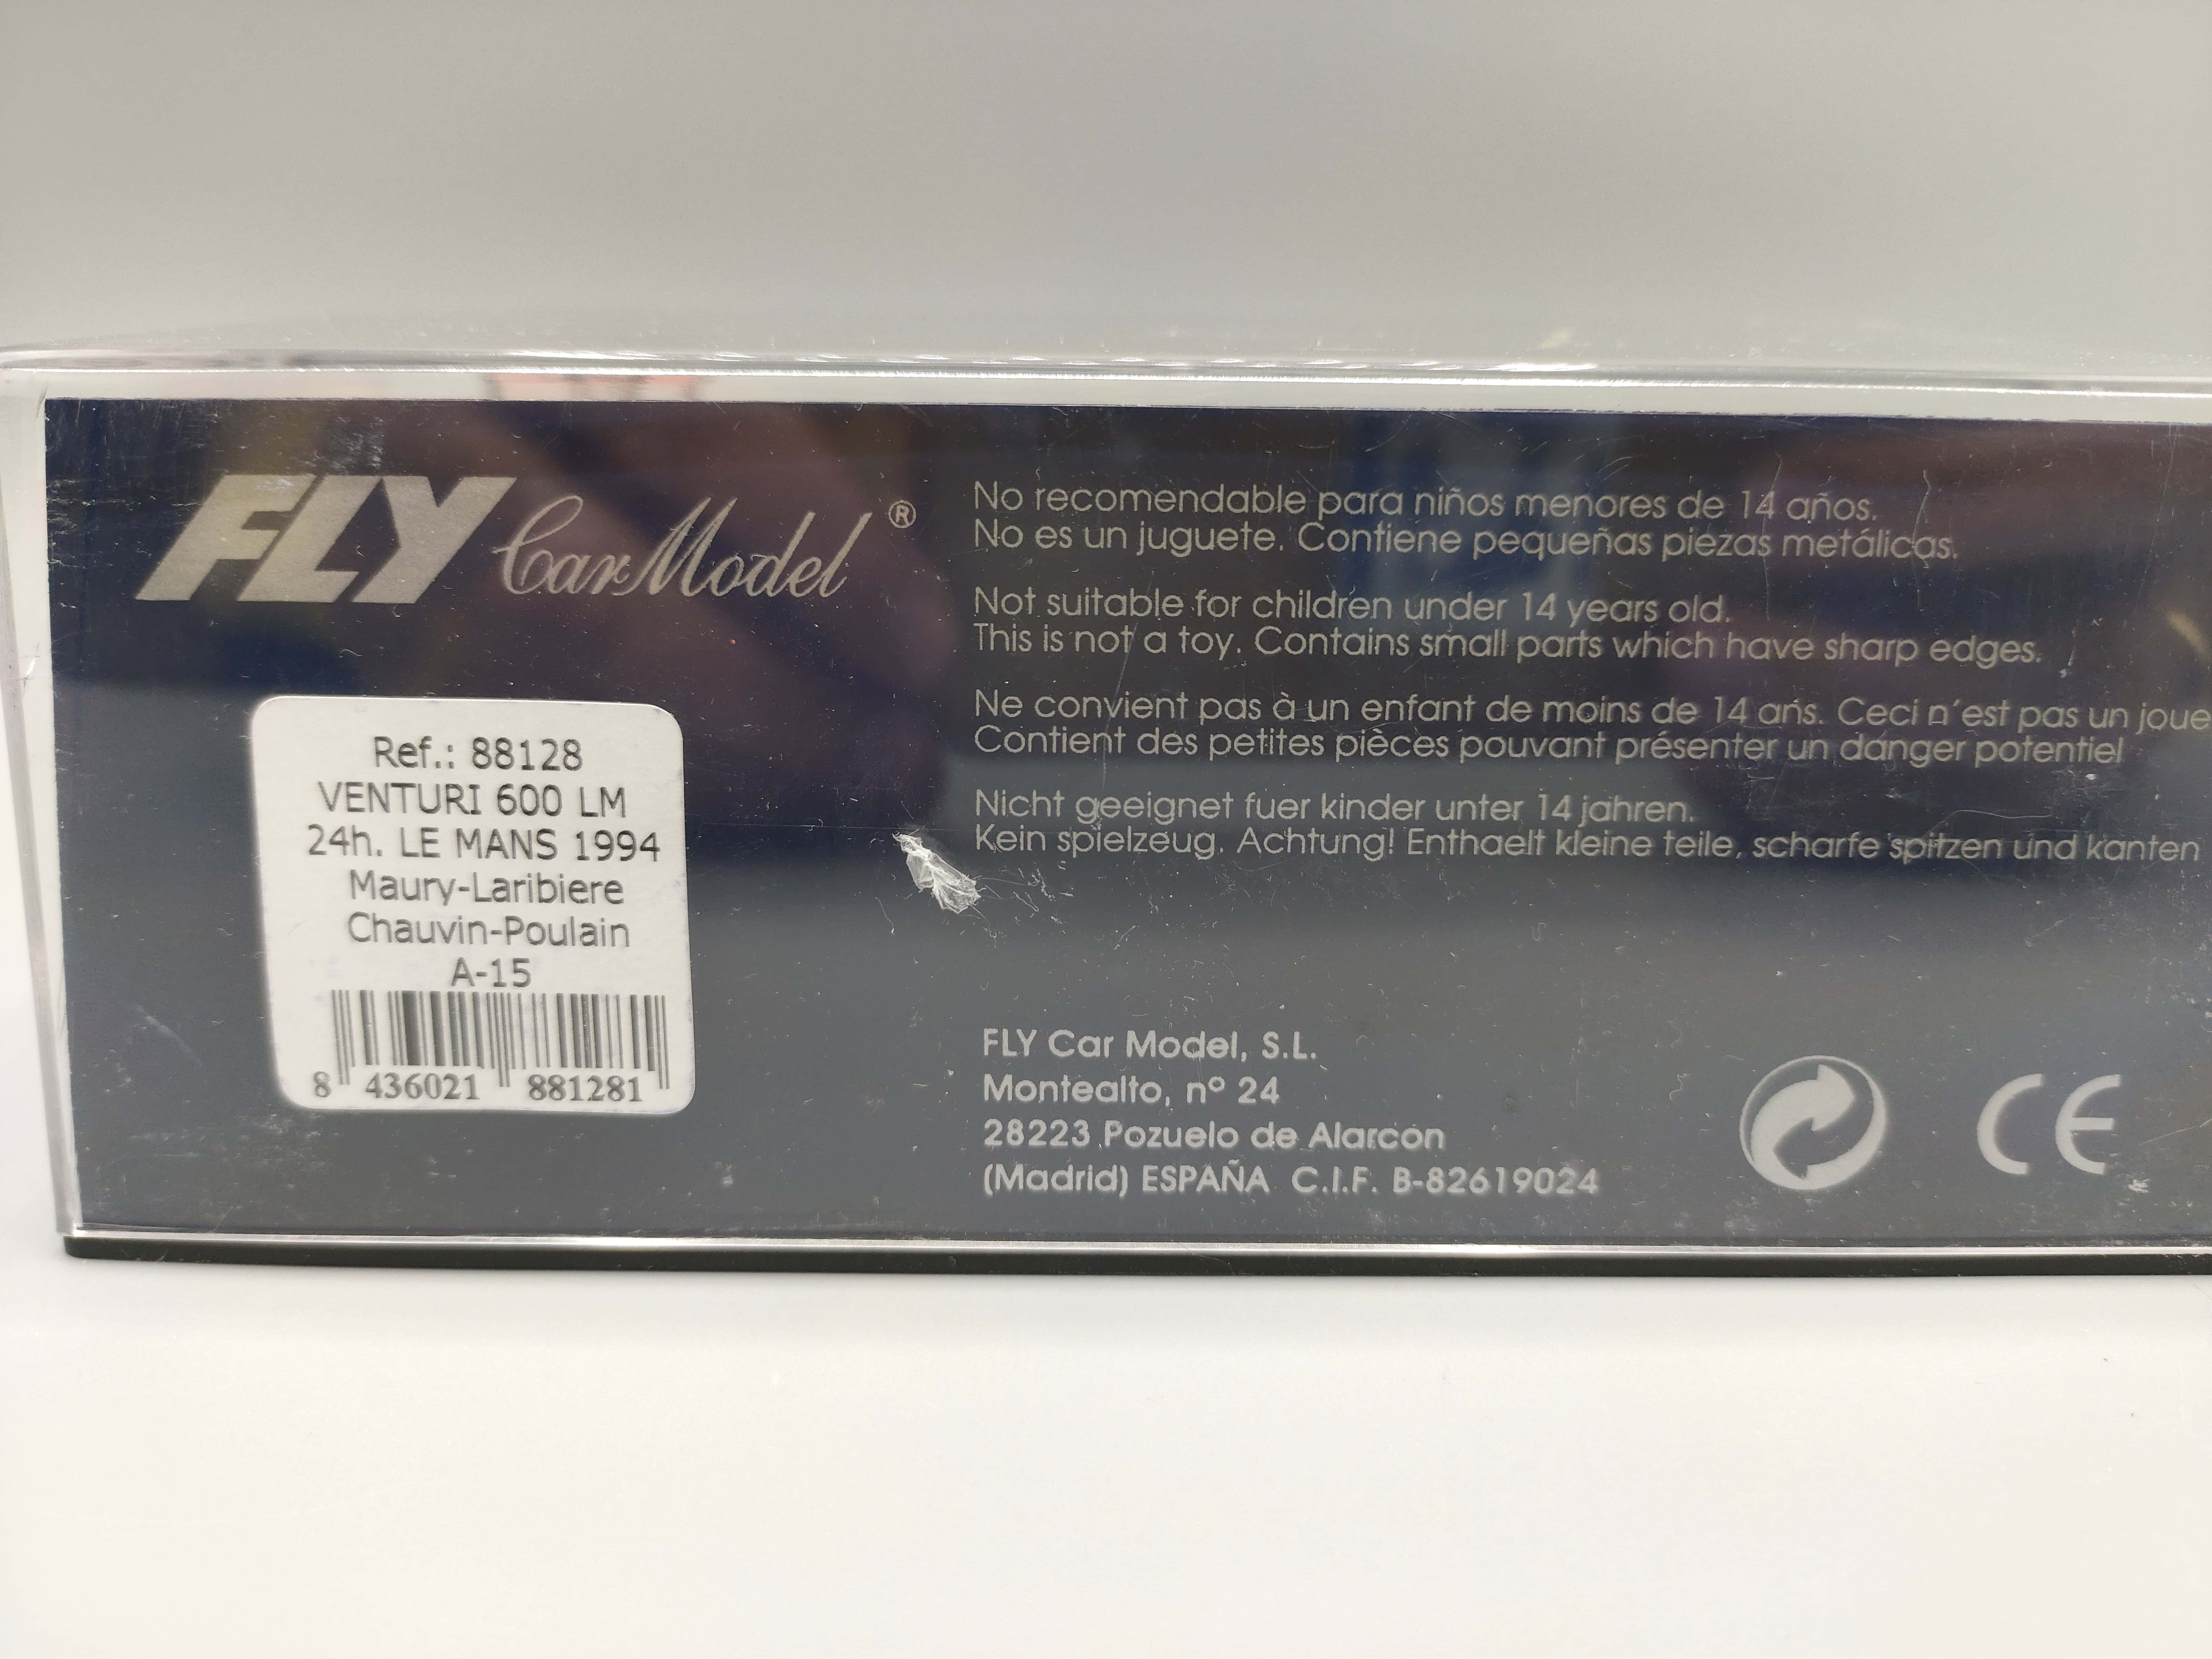 FLY Car Model ®
Ref.: 88128
VENTURI 600 LM
24h. LE MANS 1994
Maury-Laribiere
Chauvin-Poulain
A-15
8 436021 881281
No recomendable para niños menores de 14 años.
No es un juguete. Contiene pequeñas piezas metálicas.
Not suitable for children under 14 years old.
This is not a toy. Contains small parts which have sharp edges.
Ne convient pas à un enfant de moins de 14 ans. Ceci n'est pas un joue
Contient des petites pièces pouvant présenter un danger potentiel
Nicht geeignet fuer kinder unter 14 jahren.
Kein spielzeug. Achtung! Enthaelt kleine teile, scharfe spitzen und kanten
FLY Car Model, S.L.
Montealto, nº 24
28223 Pozuelo de Alarcón
(Madrid) ESPAÑA C.I.F. B-82619024
CE